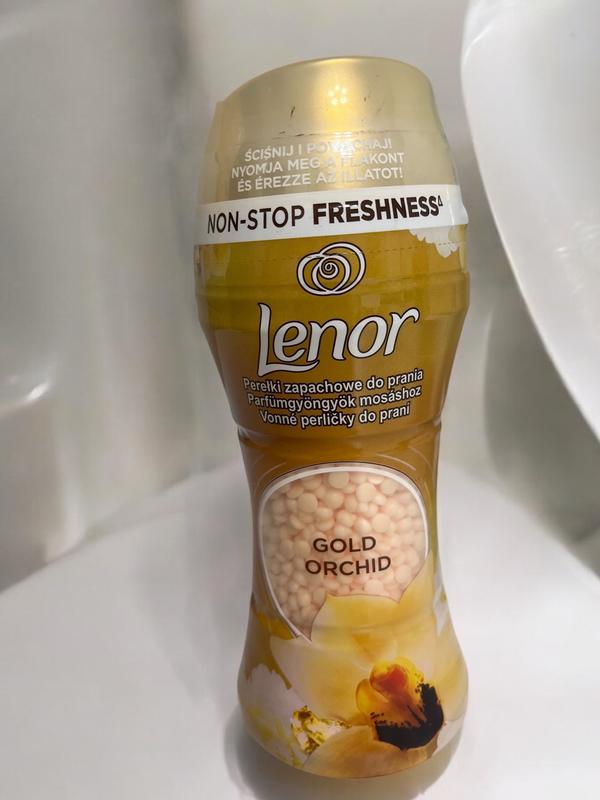 ŚCIŚNIJ I POWĄCHAJ!
NYOMJA MEG A FLAKONT
ÉS ÉREZZE AZ ILLATOT!
NON-STOP FRESHNESSΔ
Lenor
Perełki zapachowe do prania
Parfümgyöngyök mosáshoz
Vonné perličky do praní
GOLD
ORCHID